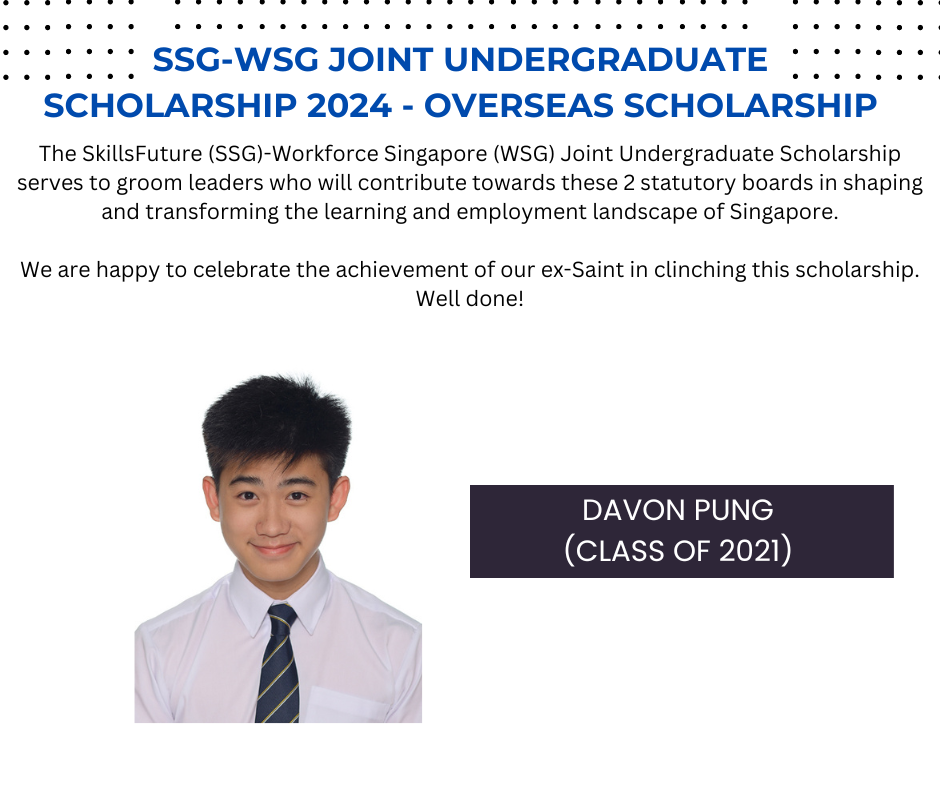 SSG-WSG JOINT UNDERGRADUATE
SCHOLARSHIP 2024 - OVERSEAS SCHOLARSHIP
The SkillsFuture (SSG)-Workforce Singapore (WSG) Joint Undergraduate Scholarship
serves to groom leaders who will contribute towards these 2 statutory boards in shaping
and transforming the learning and employment landscape of Singapore.
We are happy to celebrate the achievement of our ex-Saint in clinching this scholarship.
Well done!
DAVON PUNG
(CLASS OF 2021)